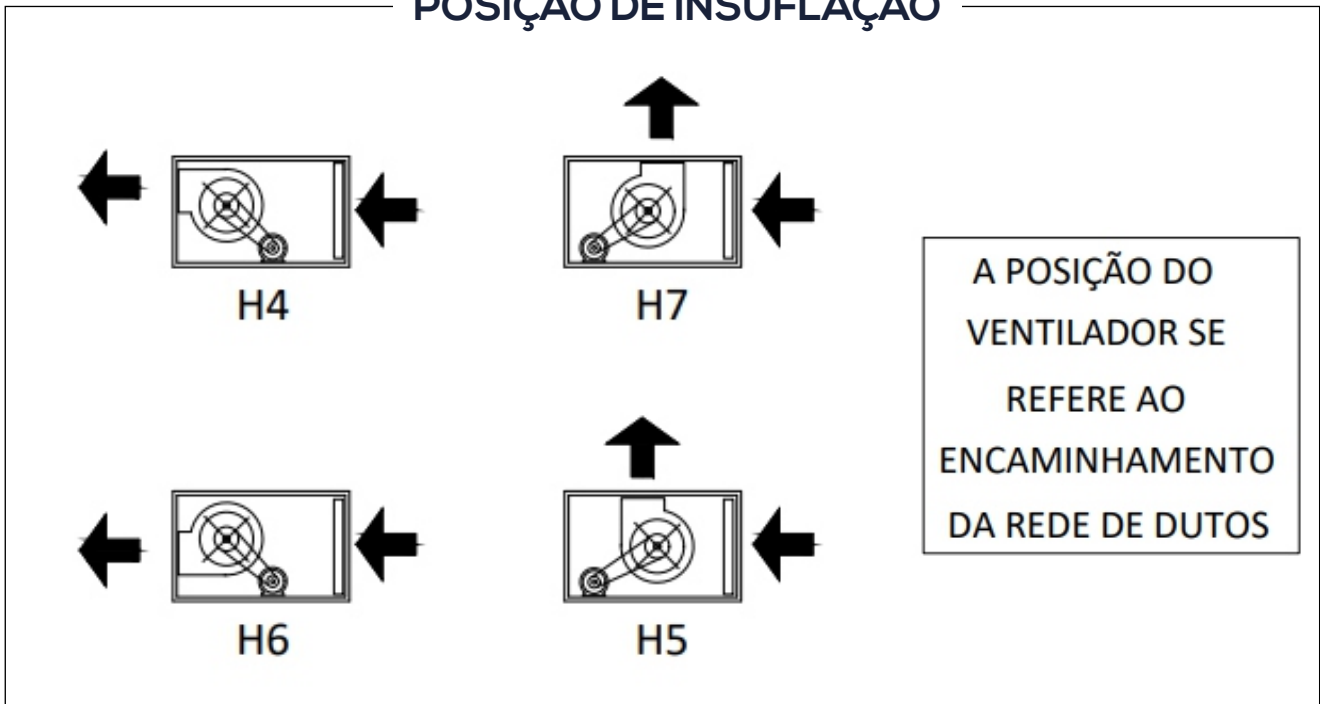 POSIÇÃO DE INSUFLAÇÃO
H4
H7
H6
H5
A POSIÇÃO DO
VENTILADOR SE
REFERE AO
ENCAMINHAMENTO
DA REDE DE DUTOS